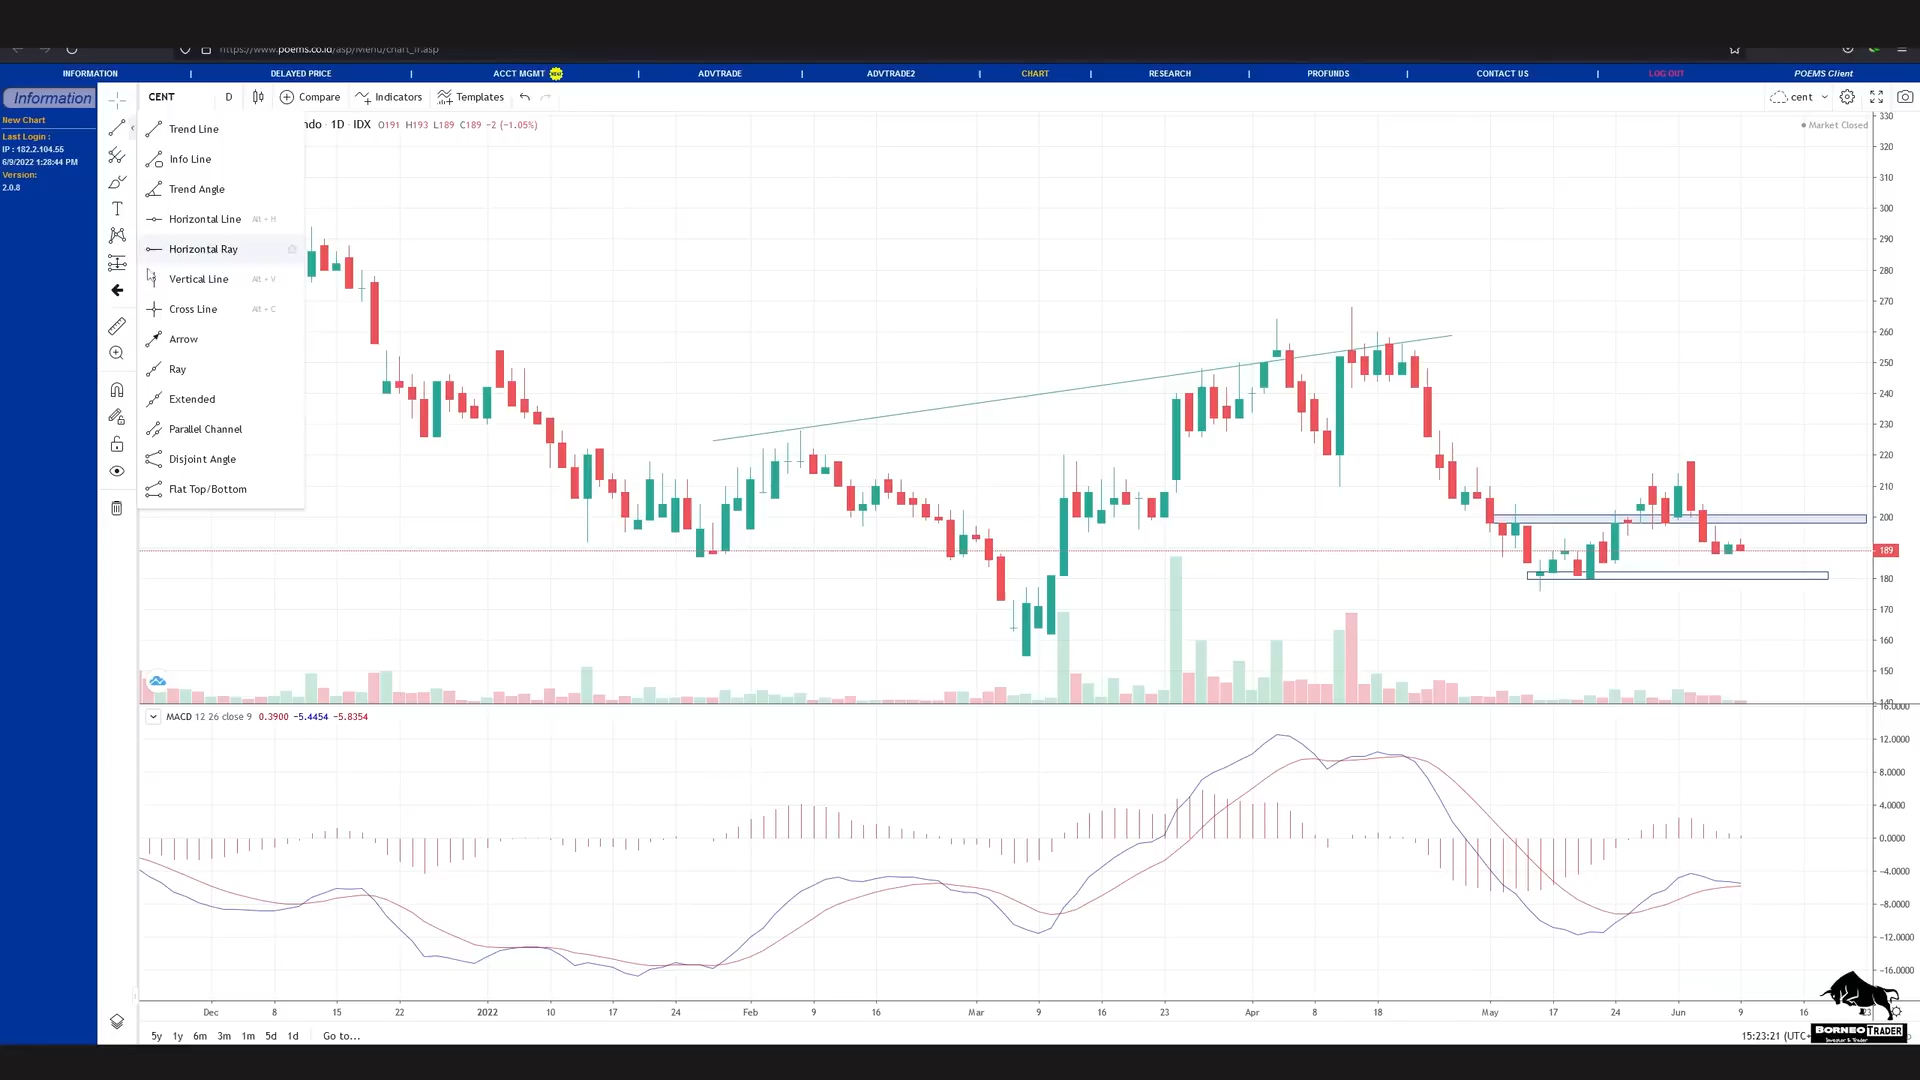 https://www.poems.co.id/asp/Menu/chart_IT.asp
INFORMATION | DELAYED PRICE | ACCT MGMT | ADVTRADE | ADVTRADE2 | CHART | RESEARCH | PROFUNDS | CONTACT US | LOG OUT POEMS Client
Information
New Chart
Last Login :
IP : 182.2.104.55
6/9/2022 1:28:44 PM
Version:
2.0.8
CENT D Compare Indicators Templates cent
ndo · 1D · IDX O191 H193 L189 C189 -2 (-1.05%)
Market Closed
Trend Line
Info Line
Trend Angle
Horizontal Line Alt + H
Horizontal Ray
Vertical Line Alt + V
Cross Line Alt + C
Arrow
Ray
Extended
Parallel Channel
Disjoint Angle
Flat Top/Bottom
330
320
310
300
290
280
270
260
250
240
230
220
210
200
189
180
170
160
150
140
MACD 12 26 close 9 0.3900 -5.4454 -5.8354
16.0000
12.0000
8.0000
4.0000
0.0000
-4.0000
-8.0000
-12.0000
-16.0000
Dec 8 15 22 2022 10 17 24 Feb 9 16 Mar 9 16 23 Apr 8 18 May 17 24 Jun 9 16 23
5y 1y 6m 3m 1m 5d 1d Go to...
15:23:21 (UTC+
BORNEO TRADER
Investor & Trader